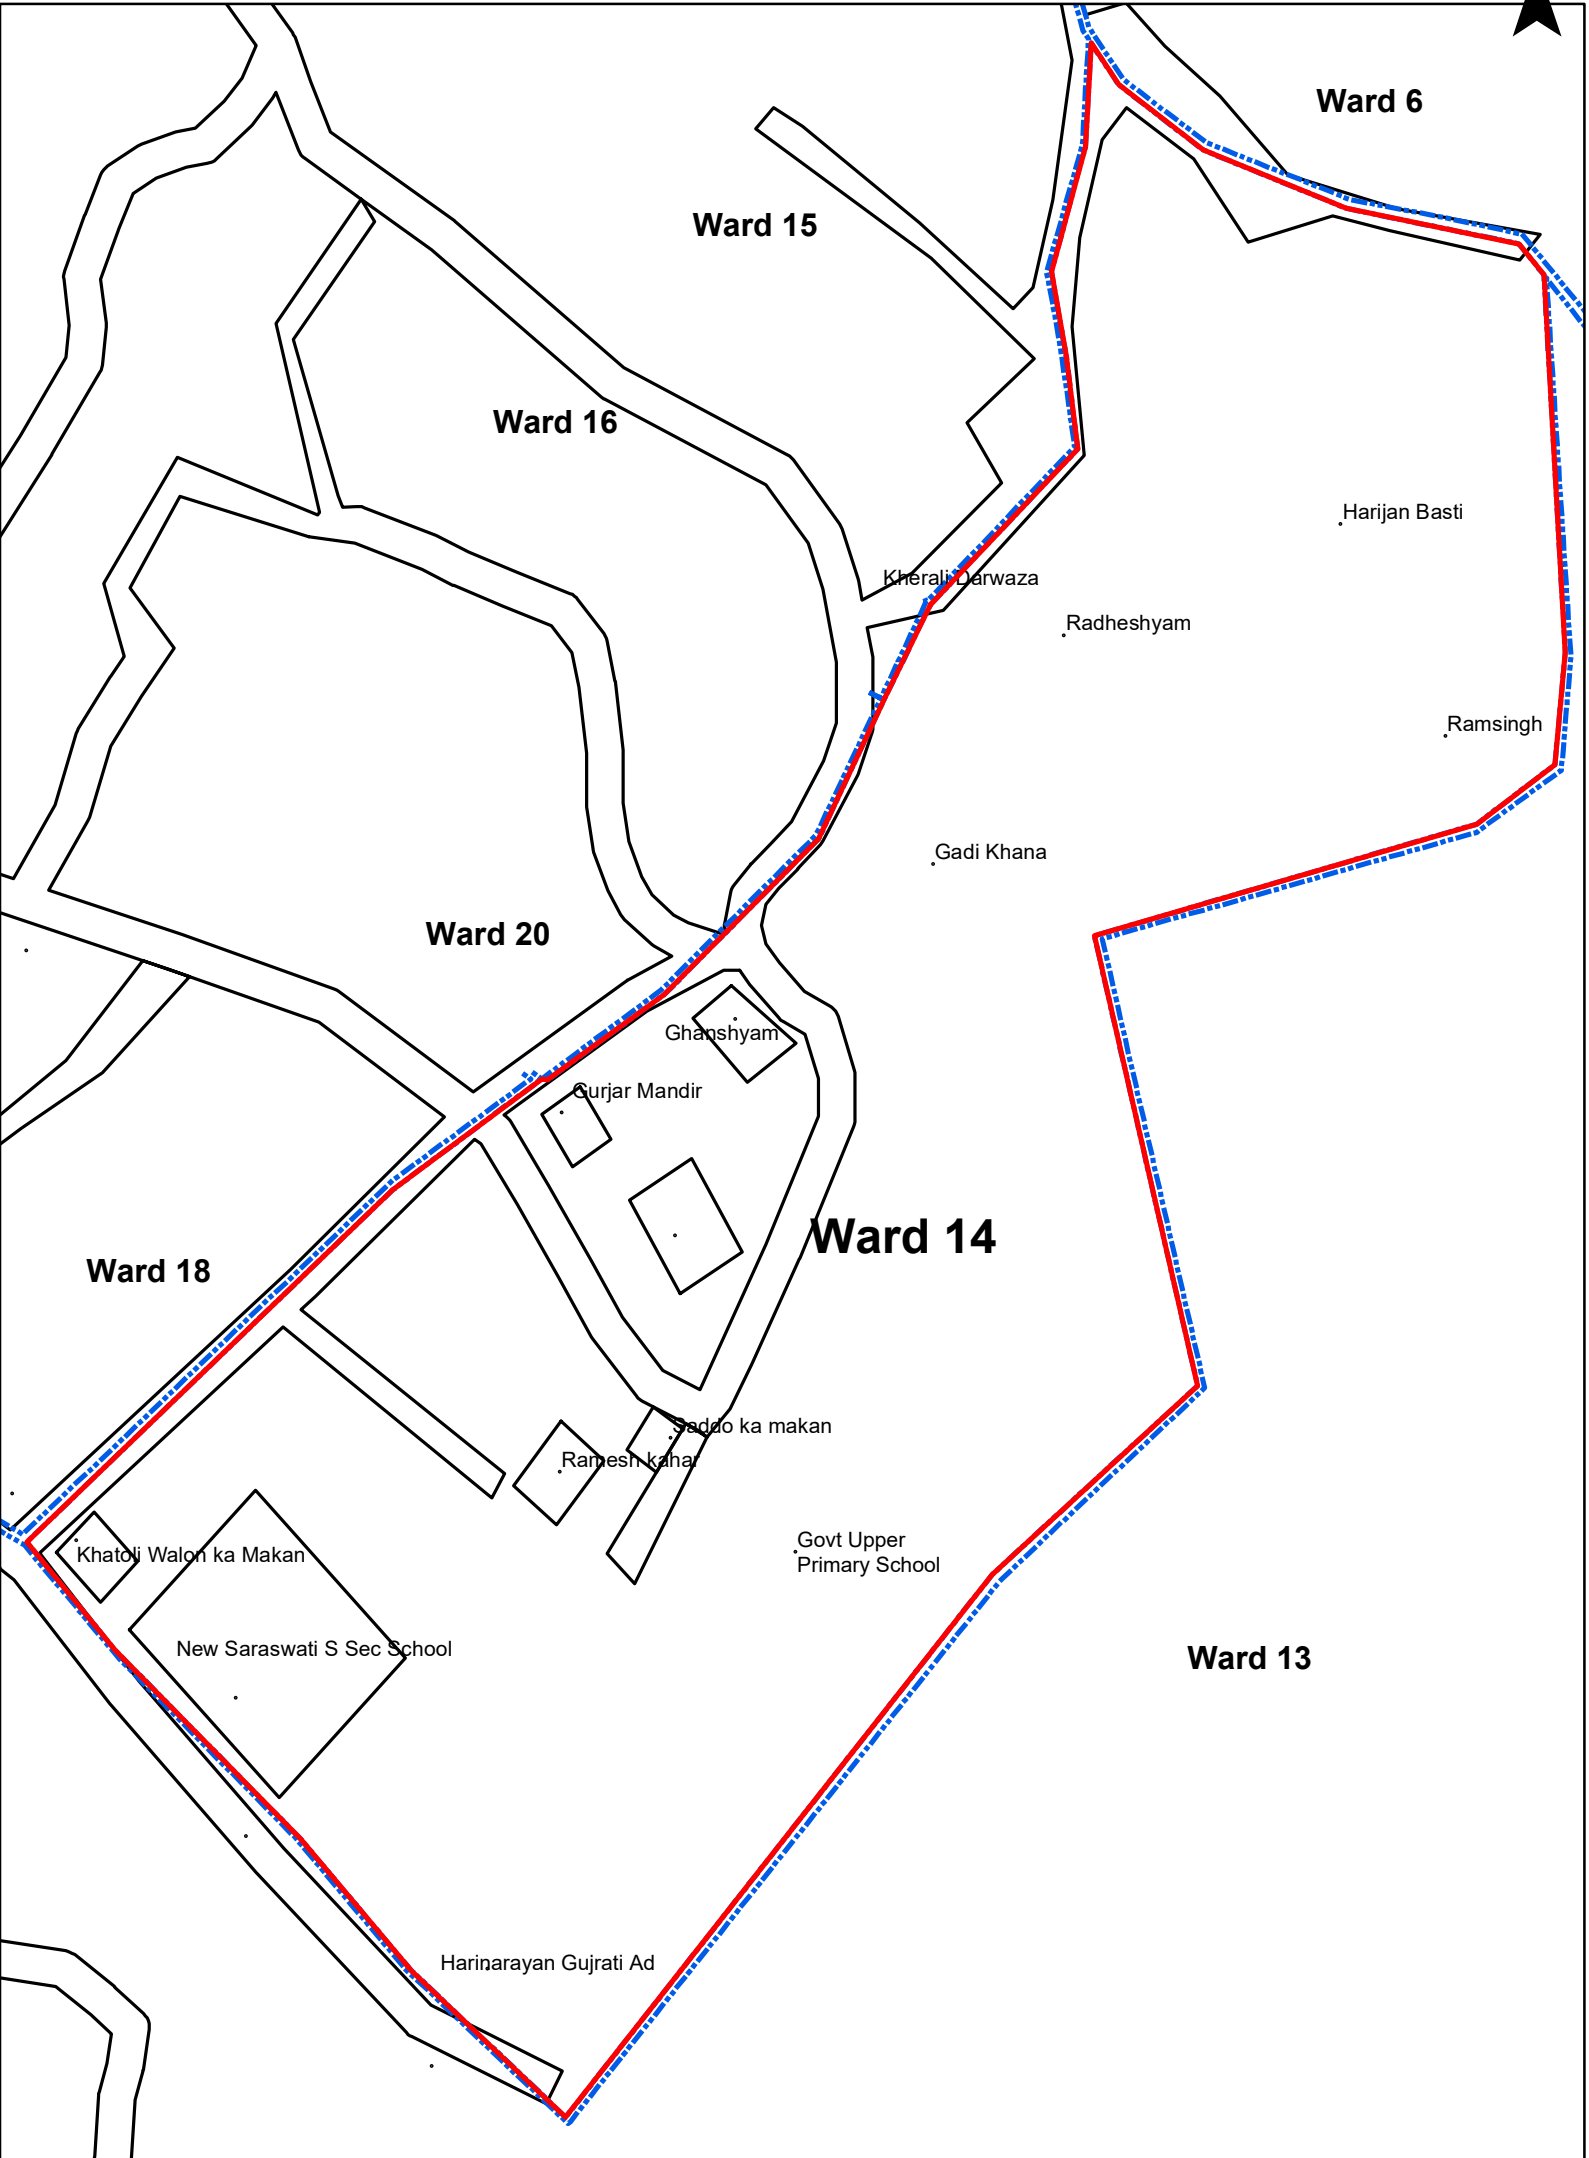 Ward 6
Ward 15
Ward 16
Harijan Basti
Kherali Darwaza
Radheshyam
Ramsingh
Gadi Khana
Ward 20
Ghanshyam
Gurjar Mandir
Ward 14
Ward 18
Saddo ka makan
Ramesh kahar
Govt Upper
Primary School
Khatoli Walon ka Makan
New Saraswati S Sec School
Ward 13
Harinarayan Gujrati Ad